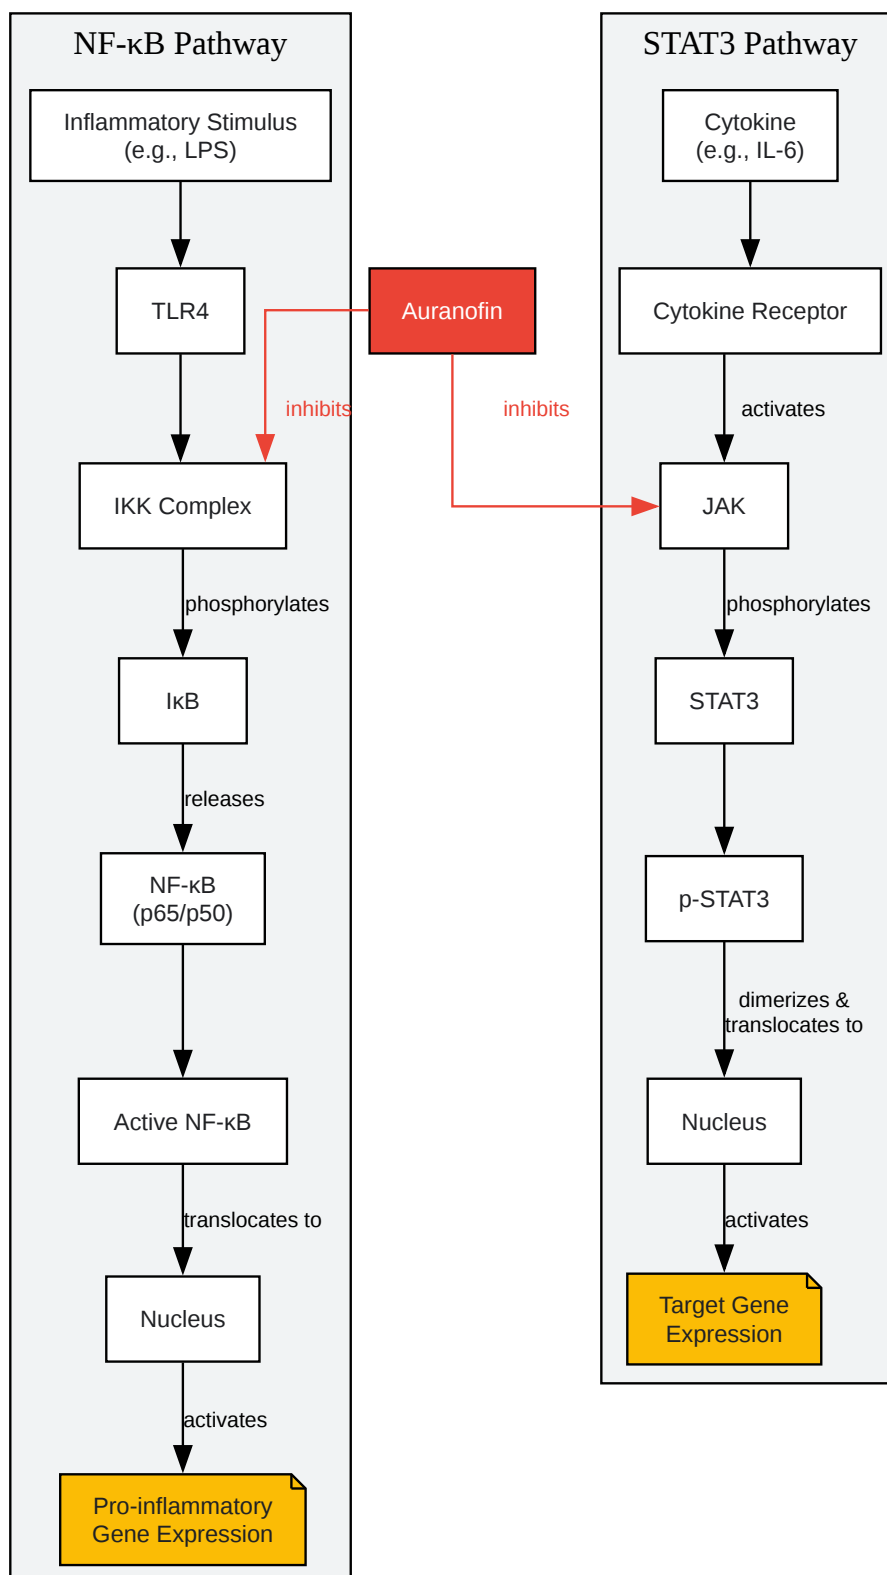 NF-κB Pathway
Inflammatory Stimulus
(e.g., LPS)
TLR4
inhibits
IKK Complex
phosphorylates
IκB
releases
NF-κB
(p65/p50)
Active NF-κB
translocates to
Nucleus
activates
Pro-inflammatory
Gene Expression
Auranofin
inhibits
STAT3 Pathway
Cytokine
(e.g., IL-6)
Cytokine Receptor
activates
JAK
phosphorylates
STAT3
p-STAT3
dimerizes &
translocates to
Nucleus
activates
Target Gene
Expression